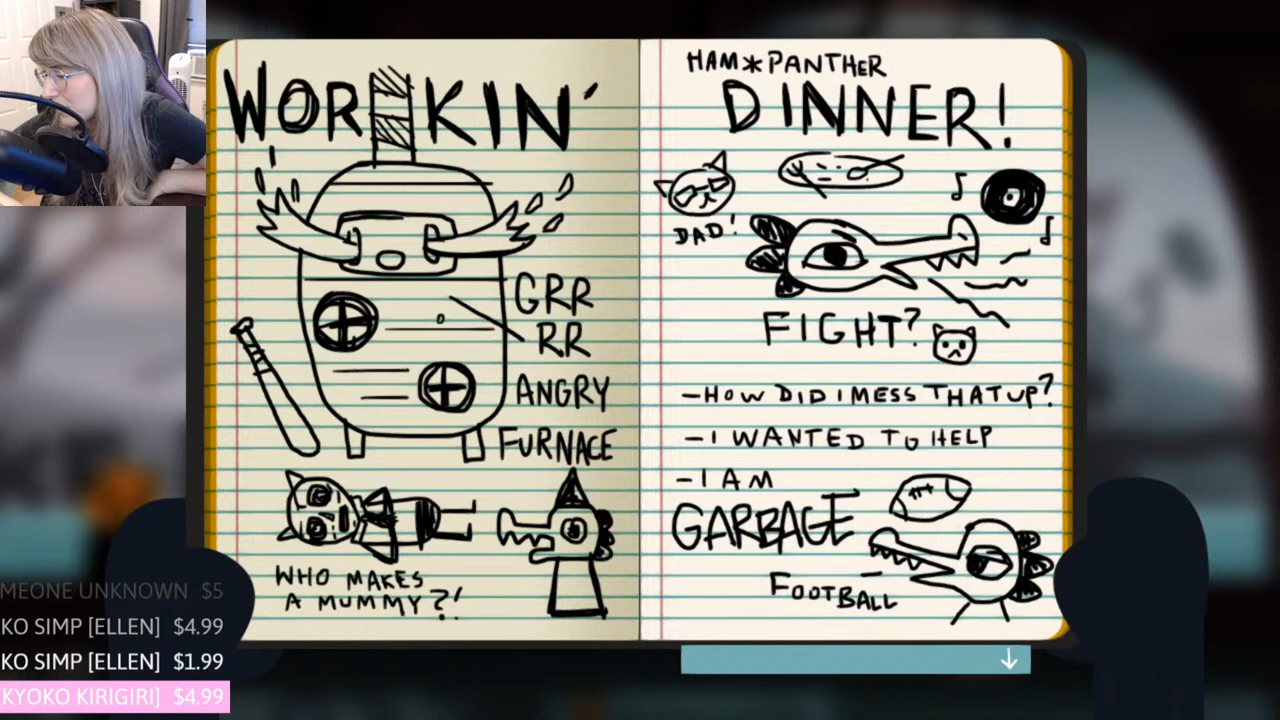 WORKIN'
GRR
RR
ANGRY
FURNACE
WHO MAKES
A MUMMY?!
HAM*PANTHER
DINNER!
DAD!
FIGHT?
-HOW DID I MESS THAT UP?
-I WANTED TO HELP
-I AM
GARBAGE
FOOTBALL
MEONE UNKNOWN $5
KO SIMP [ELLEN] $4.99
KO SIMP [ELLEN] $1.99
[KYOKO KIRIGIRI] $4.99